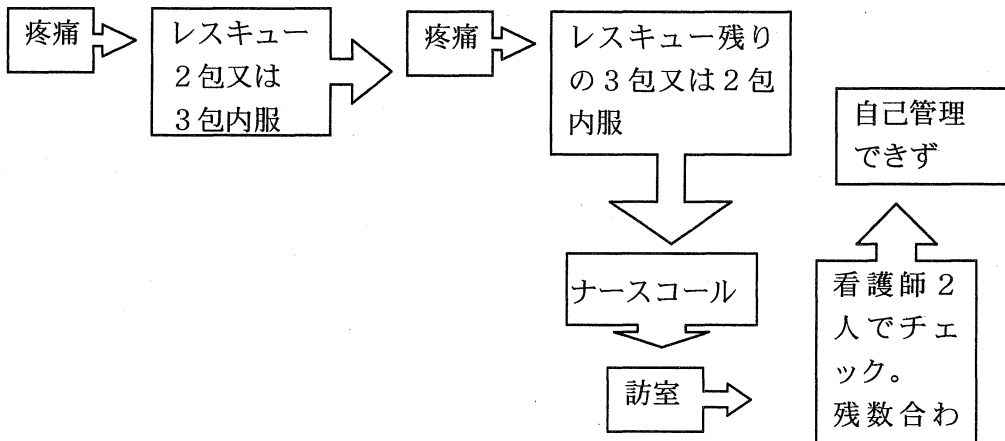 疼痛
レスキュー
２包又は
３包内服
疼痛
レスキュー残り
の３包又は２包
内服
ナースコール
訪室
看護師２
人でチェ
ック。
残数合わ
自己管理
できず